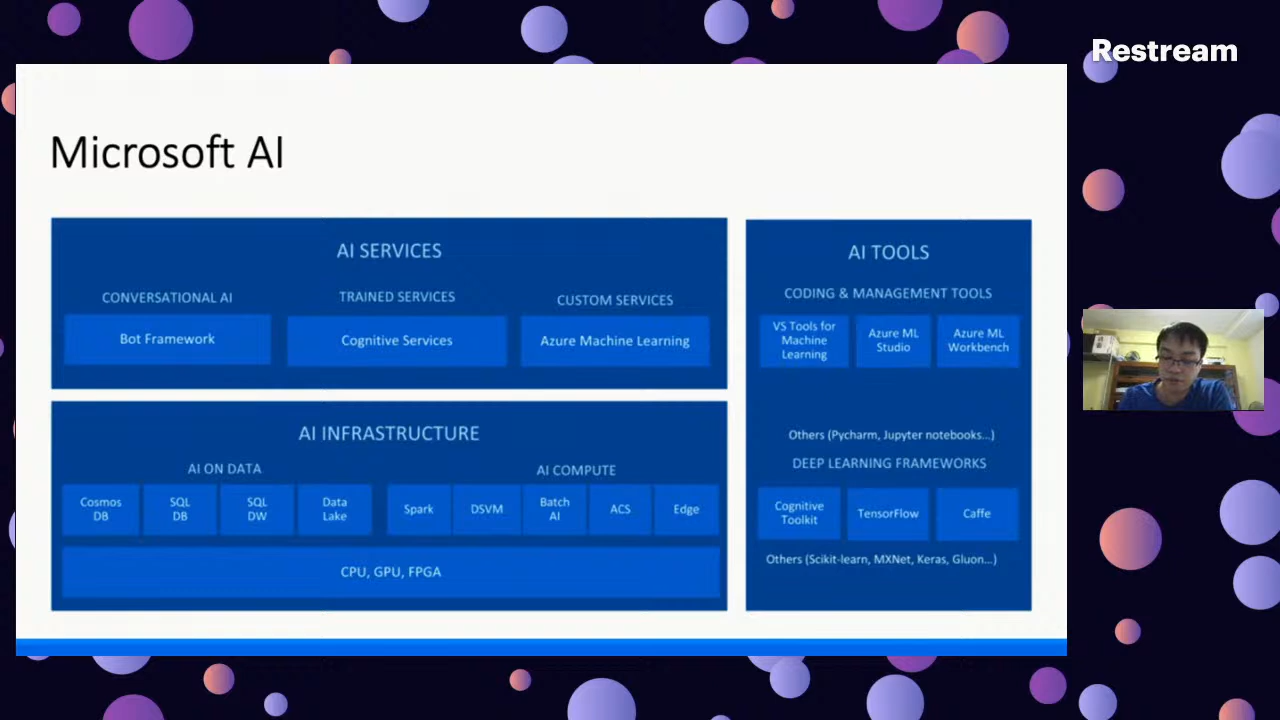 Restream
Microsoft AI
AI SERVICES
CONVERSATIONAL AI
TRAINED SERVICES
CUSTOM SERVICES
Bot Framework
Cognitive Services
Azure Machine Learning
AI INFRASTRUCTURE
AI ON DATA
AI COMPUTE
Cosmos
DB
SQL
DB
SQL
DW
Data
Lake
Spark
DSVM
Batch
AI
ACS
Edge
CPU, GPU, FPGA
AI TOOLS
CODING & MANAGEMENT TOOLS
VS Tools for
Machine
Learning
Azure ML
Studio
Azure ML
Workbench
Others (Pycharm, Jupyter notebooks...)
DEEP LEARNING FRAMEWORKS
Cognitive
Toolkit
TensorFlow
Caffe
Others (Scikit-learn, MXNet, Keras, Gluon...)